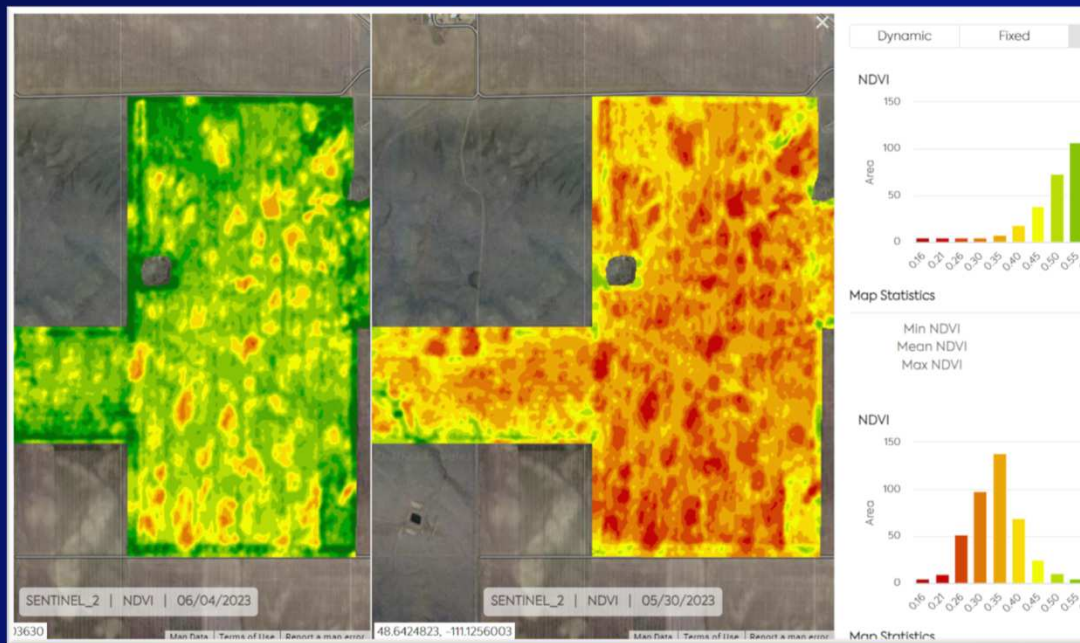 Dynamic
Fixed
NDVI
150
100
50
0
Area
0.16
0.21
0.26
0.30
0.35
0.40
0.45
0.50
0.55
Map Statistics
Min NDVI
Mean NDVI
Max NDVI
NDVI
150
100
50
0
Area
0.16
0.21
0.26
0.30
0.35
0.40
0.45
0.50
0.55
Map Statistics
SENTINEL_2 | NDVI | 06/04/2023
SENTINEL_2 | NDVI | 05/30/2023
03630
Map Data
Terms of Use
Report a map error
48.6424823, -111.1256003
Map Data
Terms of Use
Report a map error